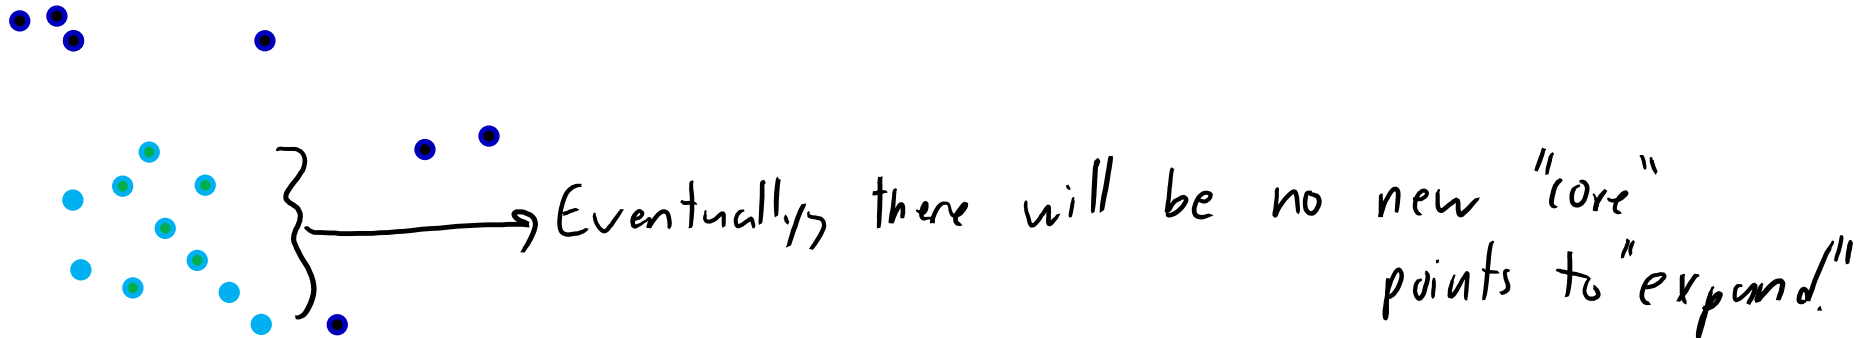 Eventually, there will be no new "core"
points to "expand."